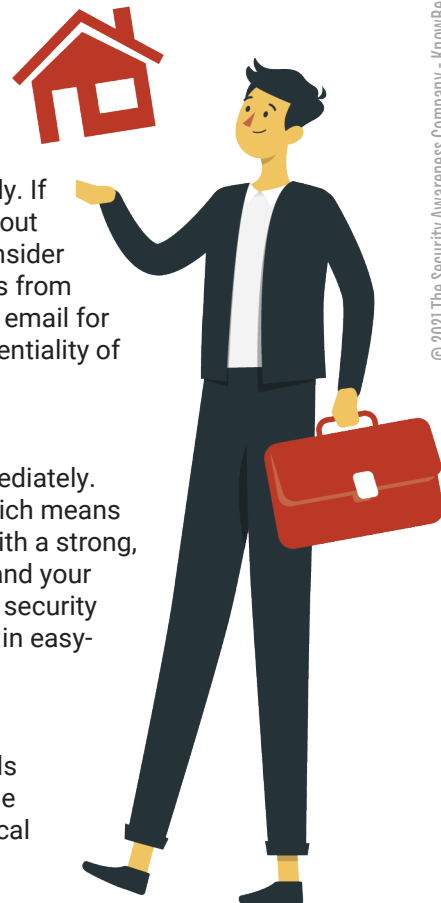 ly. If
out
nsider
s from
email for
entiality of
ediately.
ich means
ith a strong,
and your
security
in easy-
ls
e
cal
© 2021 The Security Awareness Company - KnowBe